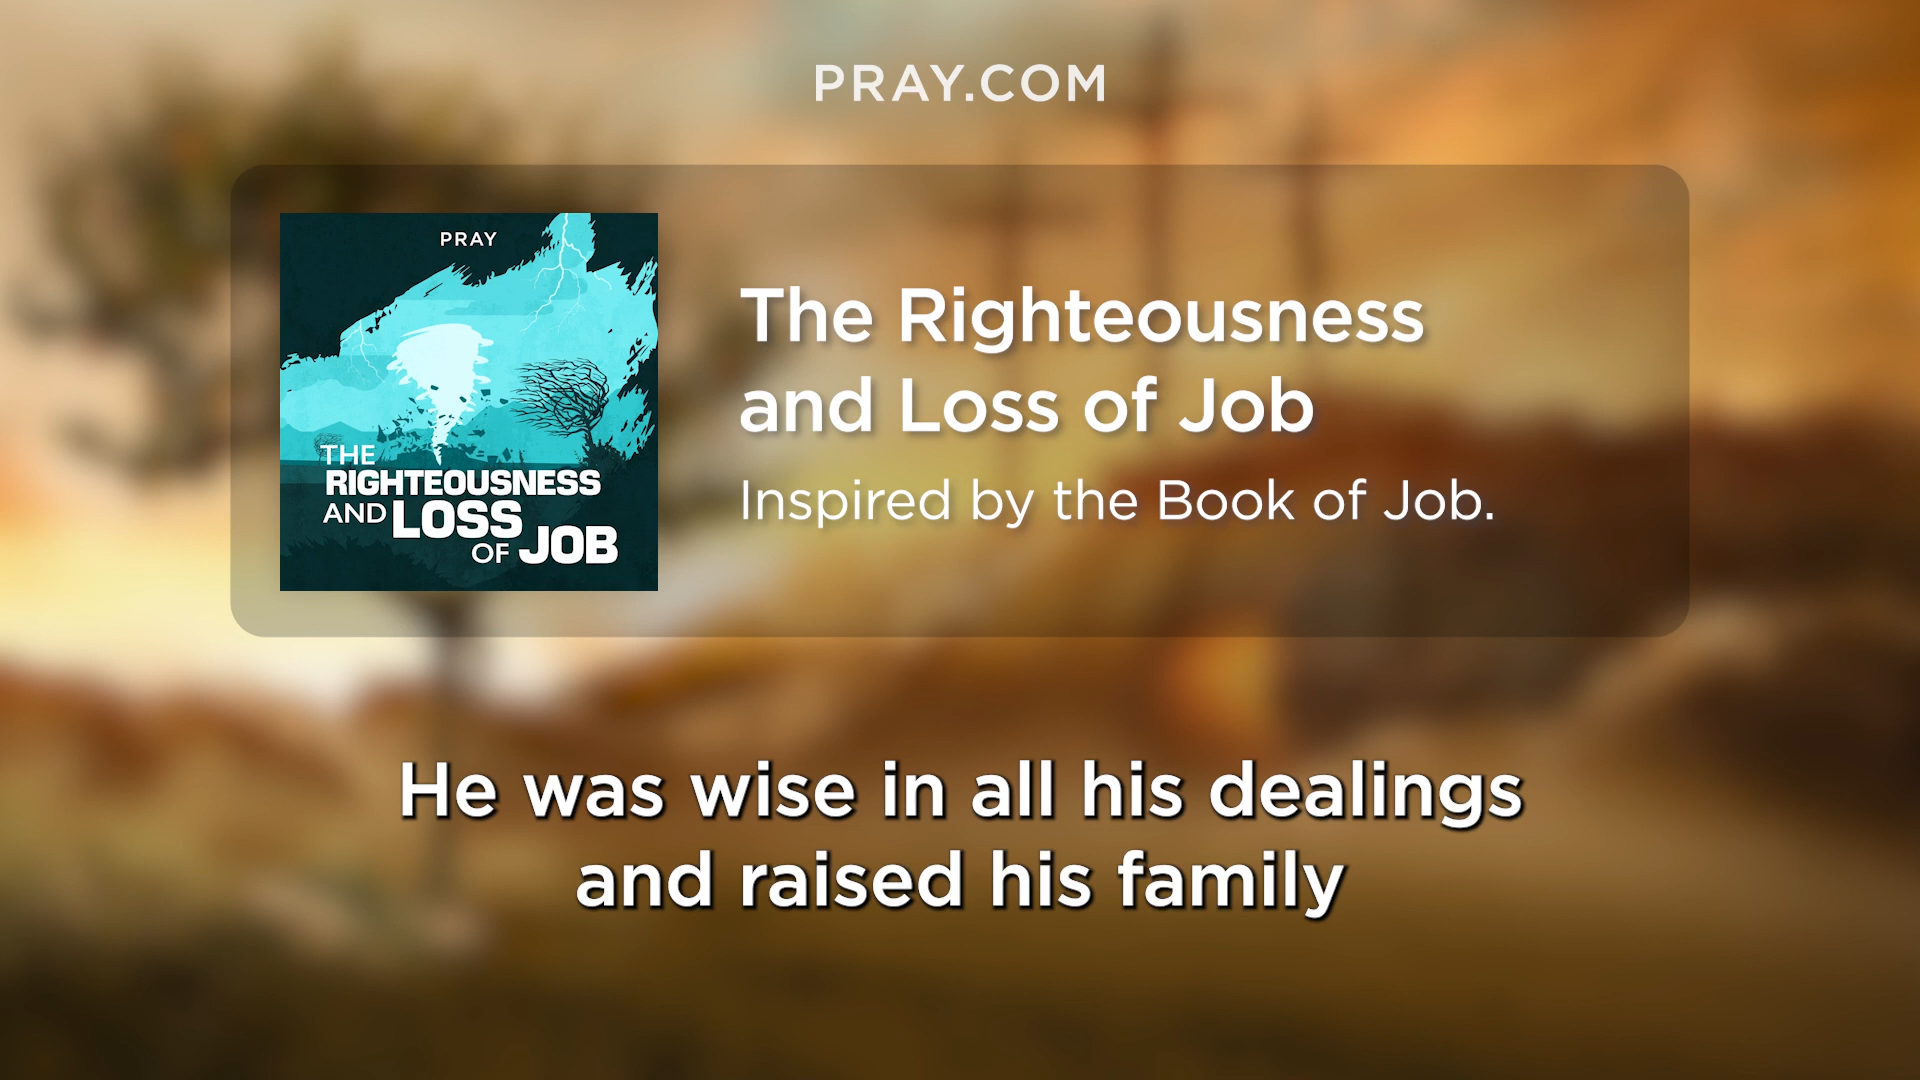 PRAY.COM
PRAY
THE
RIGHTEOUSNESS
AND LOSS
OF JOB
The Righteousness
and Loss of Job
Inspired by the Book of Job.
He was wise in all his dealings
and raised his family